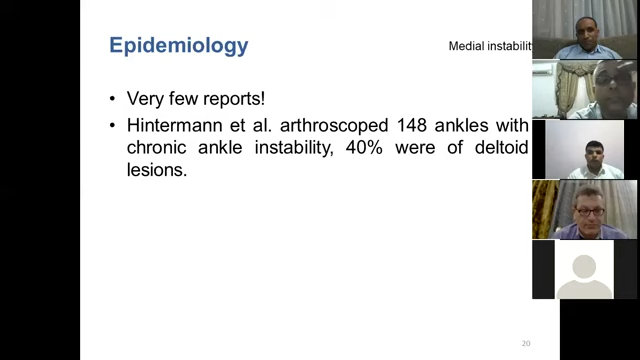 Epidemiology
Medial instability
• Very few reports!
• Hintermann et al. arthroscoped 148 ankles with
chronic ankle instability, 40% were of deltoid
lesions.
20